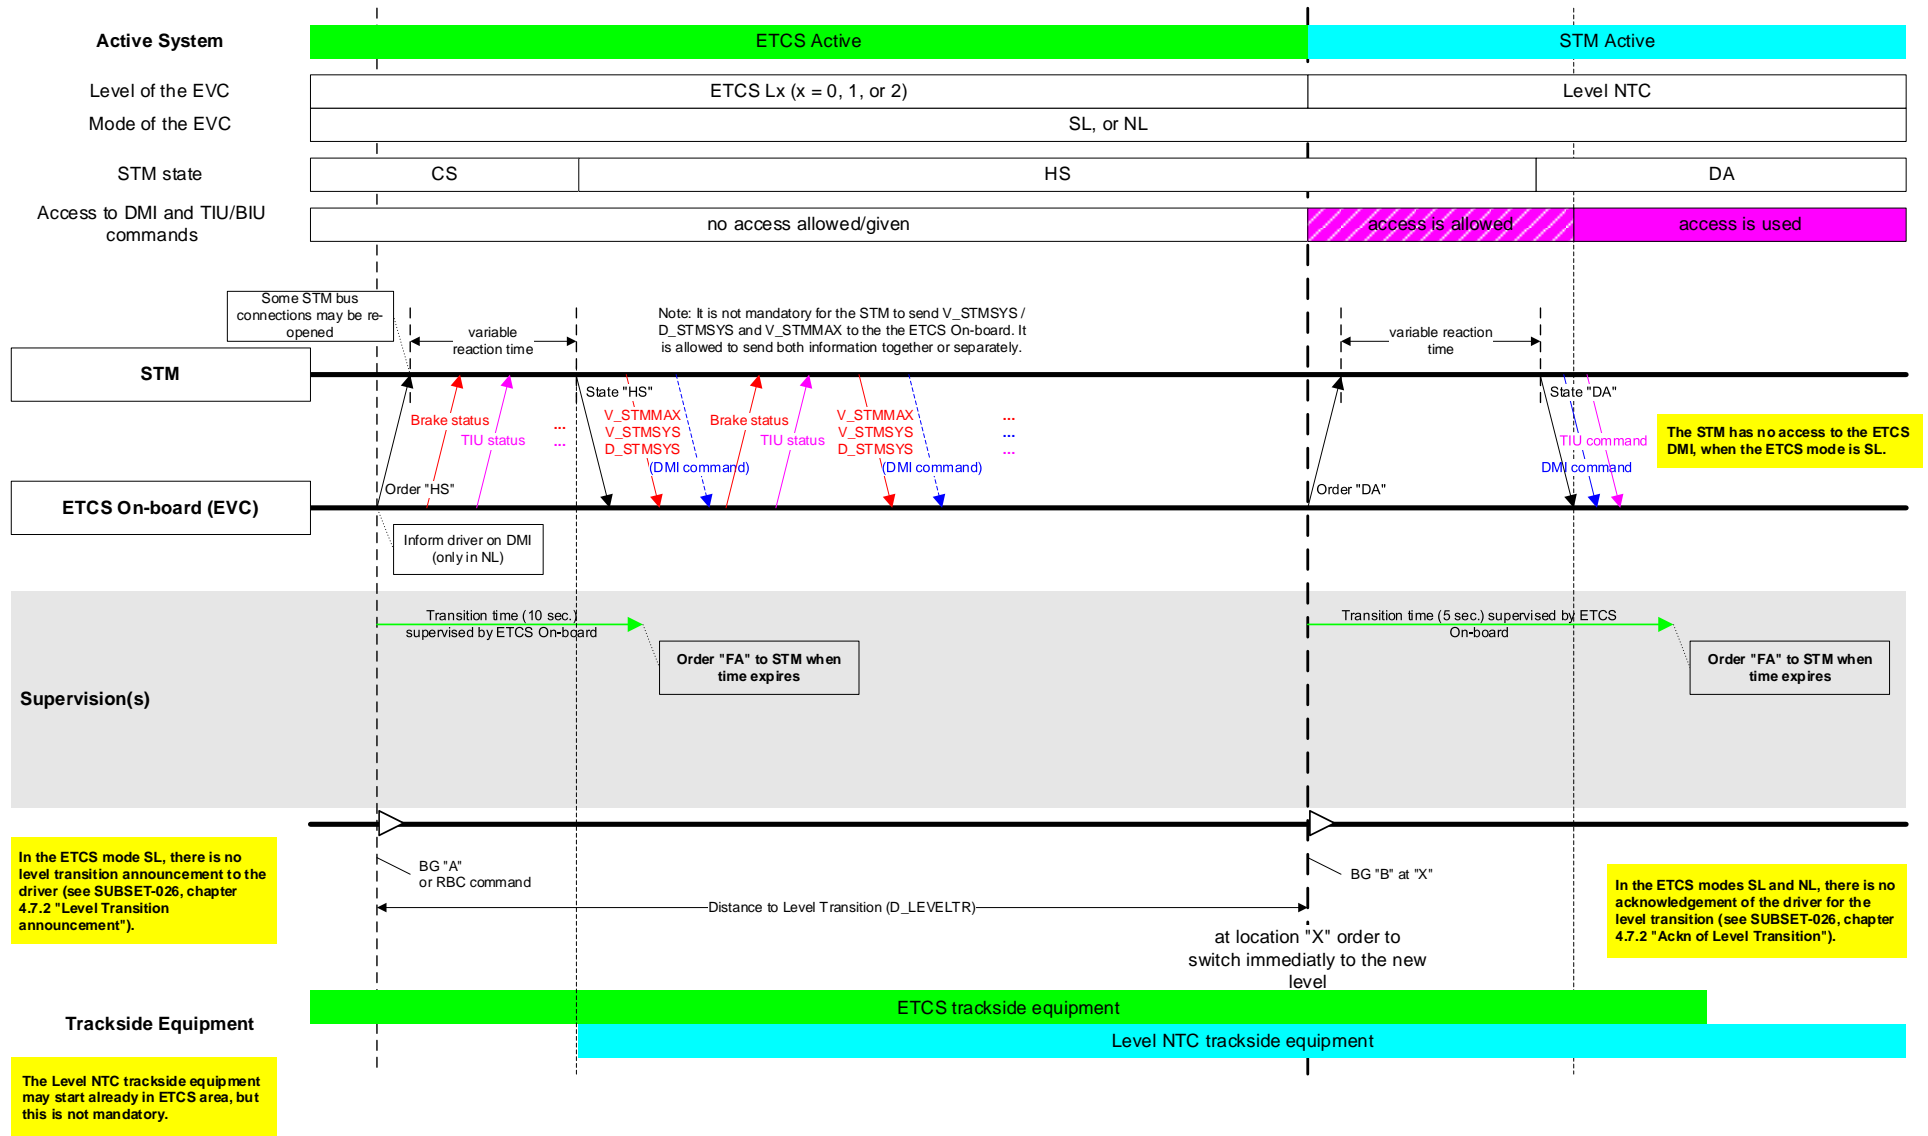 Active System
ETCS Active
STM Active
Level of the EVC
ETCS Lx (x = 0, 1, or 2)
Level NTC
Mode of the EVC
SL, or NL
STM state
CS
HS
DA
Access to DMI and TIU/BIU
commands
no access allowed/given
access is allowed
access is used
Some STM bus
connections may be re-
opened
variable
reaction time
Note: It is not mandatory for the STM to send V_STMSYS /
D_STMSYS and V_STMMAX to the the ETCS On-board. It
is allowed to send both information together or separately.
variable reaction
time
STM
State "HS"
State "DA"
Brake status
TIU status
...
...
V_STMMAX
V_STMSYS
D_STMSYS
(DMI command)
Brake status
TIU status
V_STMMAX
V_STMSYS
D_STMSYS
(DMI command)
...
...
...
TIU command
DMI command
The STM has no access to the ETCS
DMI, when the ETCS mode is SL.
Order "HS"
Order "DA"
ETCS On-board (EVC)
Inform driver on DMI
(only in NL)
Transition time (10 sec.)
supervised by ETCS On-board
Transition time (5 sec.) supervised by ETCS
On-board
Order "FA" to STM when
time expires
Order "FA" to STM when
time expires
Supervision(s)
In the ETCS mode SL, there is no
level transition announcement to the
driver (see SUBSET-026, chapter
4.7.2 "Level Transition
announcement").
BG "A"
or RBC command
BG "B" at "X"
In the ETCS modes SL and NL, there is no
acknowledgement of the driver for the
level transition (see SUBSET-026, chapter
4.7.2 "Ackn of Level Transition").
Distance to Level Transition (D_LEVELTR)
at location "X" order to
switch immediatly to the new
level
ETCS trackside equipment
Trackside Equipment
Level NTC trackside equipment
The Level NTC trackside equipment
may start already in ETCS area, but
this is not mandatory.